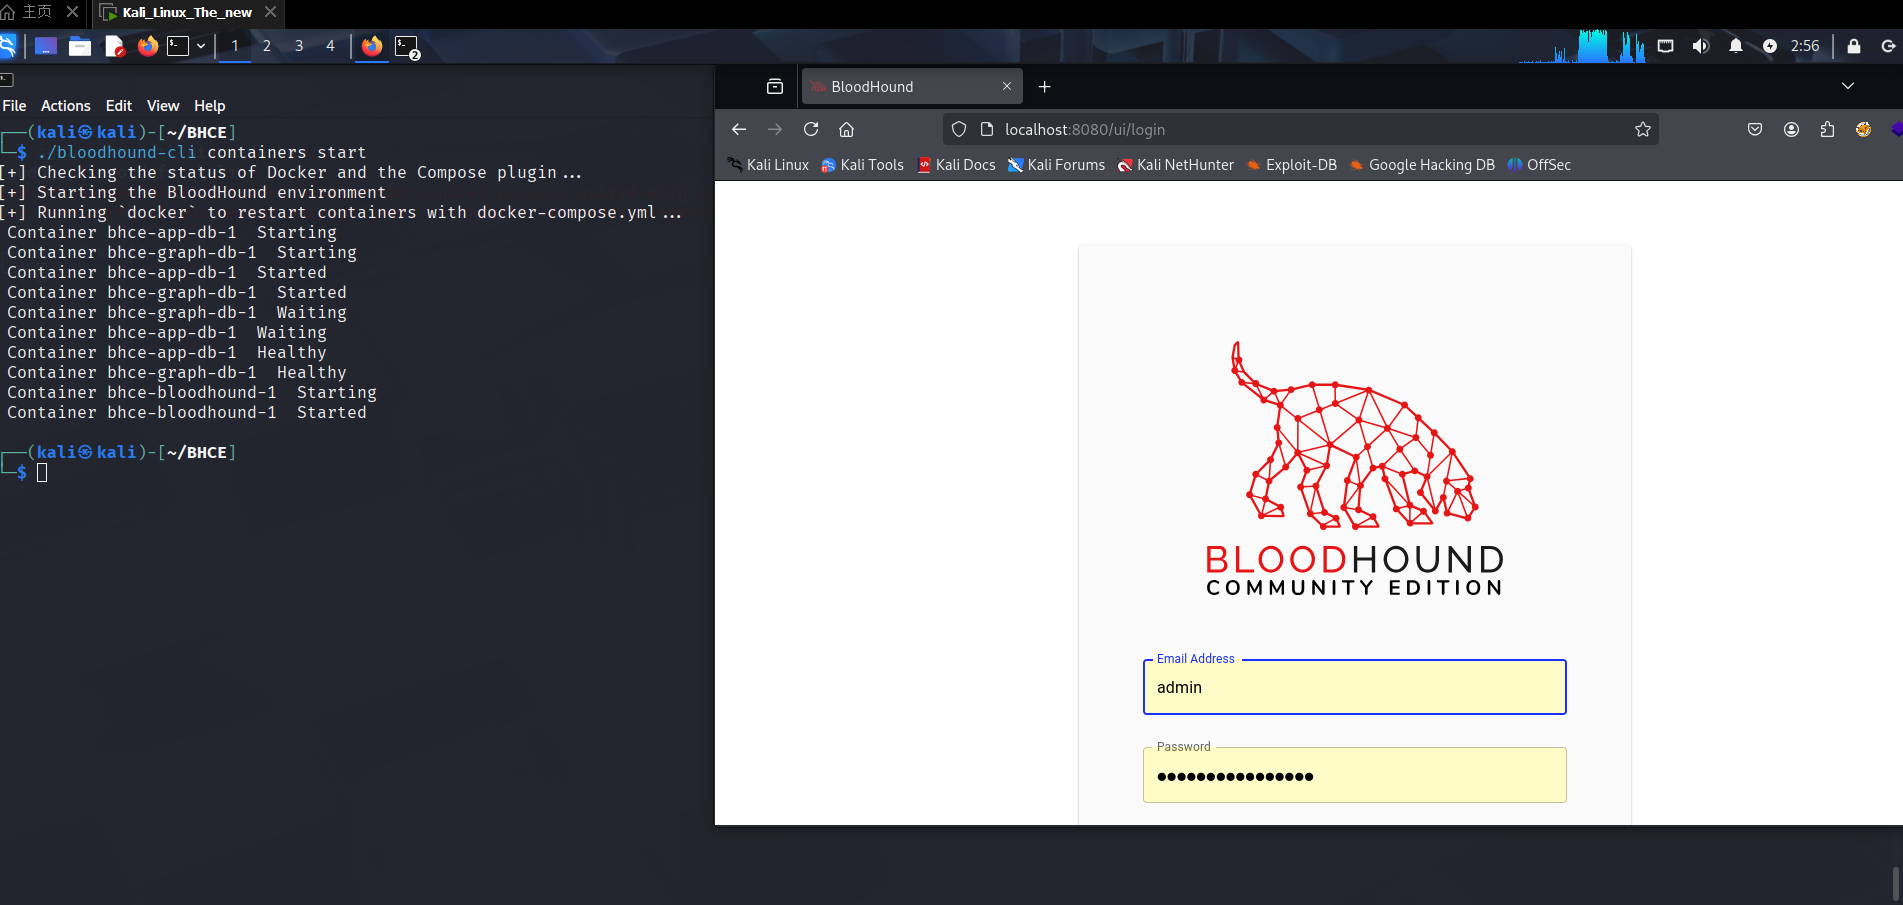 主页
Kali_Linux_The_new
1 2 3 4
2
2:56
File Actions Edit View Help
(kali㉿kali)-[~/BHCE]
$ ./bloodhound-cli containers start
[+] Checking the status of Docker and the Compose plugin...
[+] Starting the BloodHound environment
[+] Running `docker` to restart containers with docker-compose.yml...
Container bhce-app-db-1  Starting
Container bhce-graph-db-1  Starting
Container bhce-app-db-1  Started
Container bhce-graph-db-1  Started
Container bhce-graph-db-1  Waiting
Container bhce-app-db-1  Waiting
Container bhce-app-db-1  Healthy
Container bhce-graph-db-1  Healthy
Container bhce-bloodhound-1  Starting
Container bhce-bloodhound-1  Started
(kali㉿kali)-[~/BHCE]
$
BloodHound
localhost:8080/ui/login
Kali Linux Kali Tools Kali Docs Kali Forums Kali NetHunter Exploit-DB Google Hacking DB OffSec
BLOODHOUND
COMMUNITY EDITION
Email Address
admin
Password
••••••••••••••••